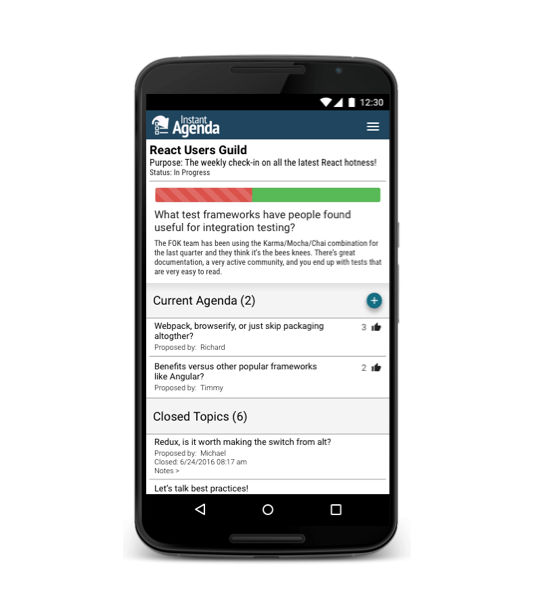 12:30
Instant
Agenda
React Users Guild
Purpose: The weekly check-in on all the latest React hotness!
Status: In Progress
What test frameworks have people found
useful for integration testing?
The FOK team has been using the Karma/Mocha/Chai combination for
the last quarter and they think it's the bees knees. There's great
documentation, a very active community, and you end up with tests that
are very easy to read.
Current Agenda (2)
Webpack, browserify, or just skip packaging
altogther?
3
Proposed by: Richard
Benefits versus other popular frameworks
like Angular?
2
Proposed by: Timmy
Closed Topics (6)
Redux, is it worth making the switch from alt?
Proposed by: Michael
Closed: 6/24/2016 08:17 am
Notes >
Let's talk best practices!